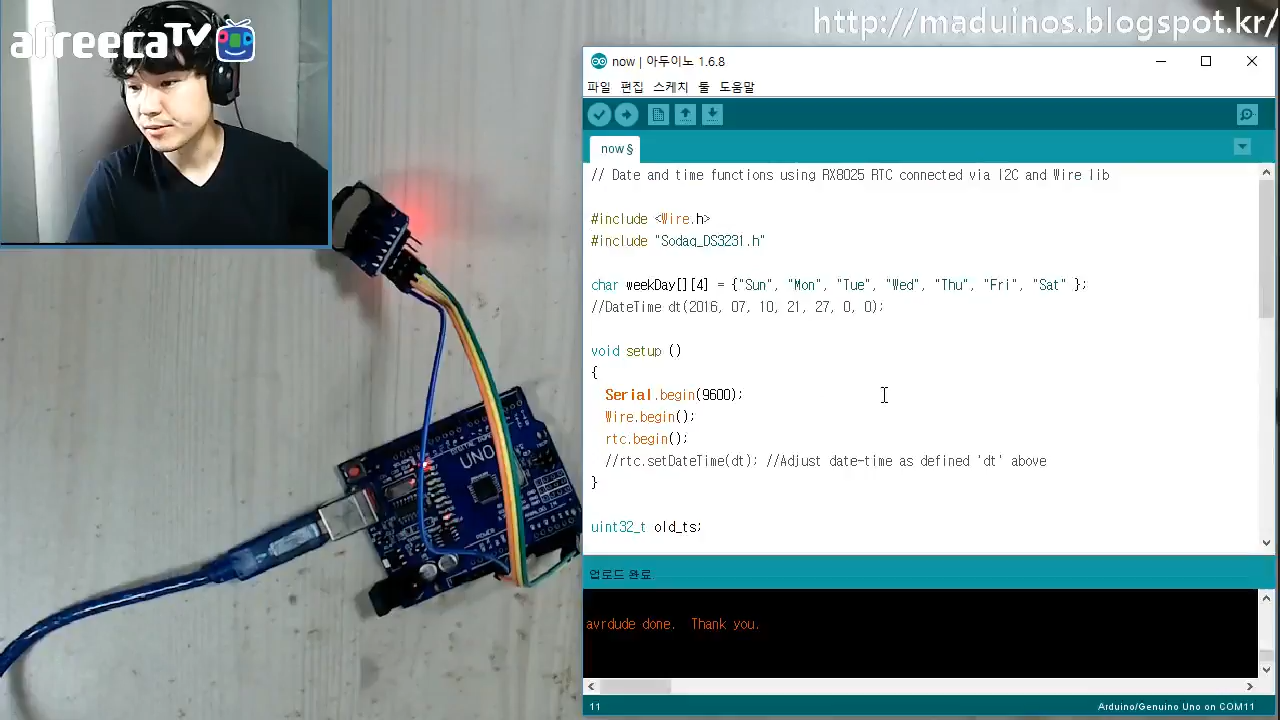 afreecaTV
http://maduinos.blogspot.kr/
now | 아두이노 1.6.8
파일 편집 스케치 툴 도움말
now §
// Date and time functions using RX8025 RTC connected via I2C and Wire lib
#include <Wire.h>
#include "Sodaq_DS3231.h"
char weekDay[][4] = {"Sun", "Mon", "Tue", "Wed", "Thu", "Fri", "Sat" };
//DateTime dt(2016, 07, 10, 21, 27, 0, 0);
void setup ()
{
Serial.begin(9600);
Wire.begin();
rtc.begin();
//rtc.setDateTime(dt); //Adjust date-time as defined 'dt' above
}
uint32_t old_ts;
업로드 완료
avrdude done.  Thank you.
11
Arduino/Genuino Uno on COM11
UNO